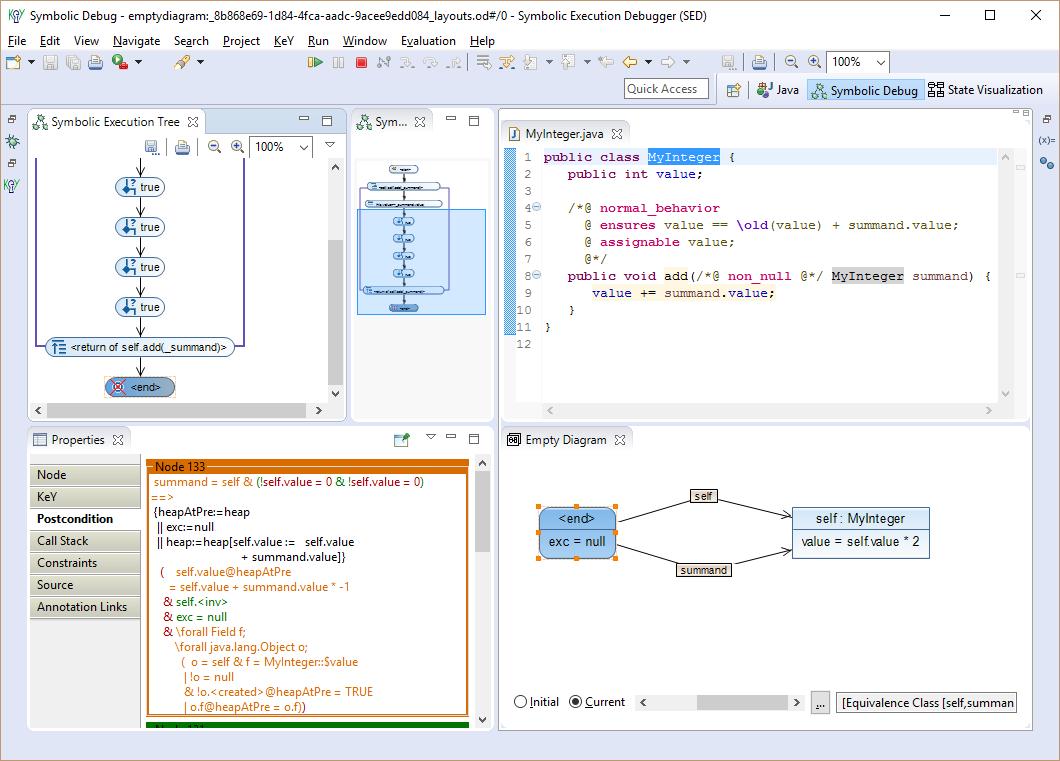 Symbolic Debug - emptydiagram:_8b868e69-1d84-4fca-aadc-9acee9edd084_layouts.od#/0 - Symbolic Execution Debugger (SED)
File Edit View Navigate Search Project KeY Run Window Evaluation Help
100%
Quick Access Java Symbolic Debug State Visualization
Symbolic Execution Tree
100%
true
true
true
true
<return of self.add(_summand)>
<end>
Sym...
MyInteger.java
1 public class MyInteger {
2 public int value;
3
4 /*@ normal_behavior
5 @ ensures value == \old(value) + summand.value;
6 @ assignable value;
7 @*/
8 public void add(/*@ non_null @*/ MyInteger summand) {
9 value += summand.value;
10 }
11 }
12
Properties
Node
KeY
Postcondition
Call Stack
Constraints
Source
Annotation Links
Node 133
summand = self & (!self.value = 0 & !self.value = 0)
==>
{heapAtPre:=heap
|| exc:=null
|| heap:=heap[self.value := self.value
+ summand.value]}
( self.value@heapAtPre
= self.value + summand.value * -1
& self.<inv>
& exc = null
& \forall Field f;
\forall java.lang.Object o;
( o = self & f = MyInteger::$value
| !o = null
& !o.<created>@heapAtPre = TRUE
| o.f@heapAtPre = o.f))
Empty Diagram
<end>
exc = null
self
summand
self : MyInteger
value = self.value * 2
Initial Current ... [Equivalence Class [self,summan